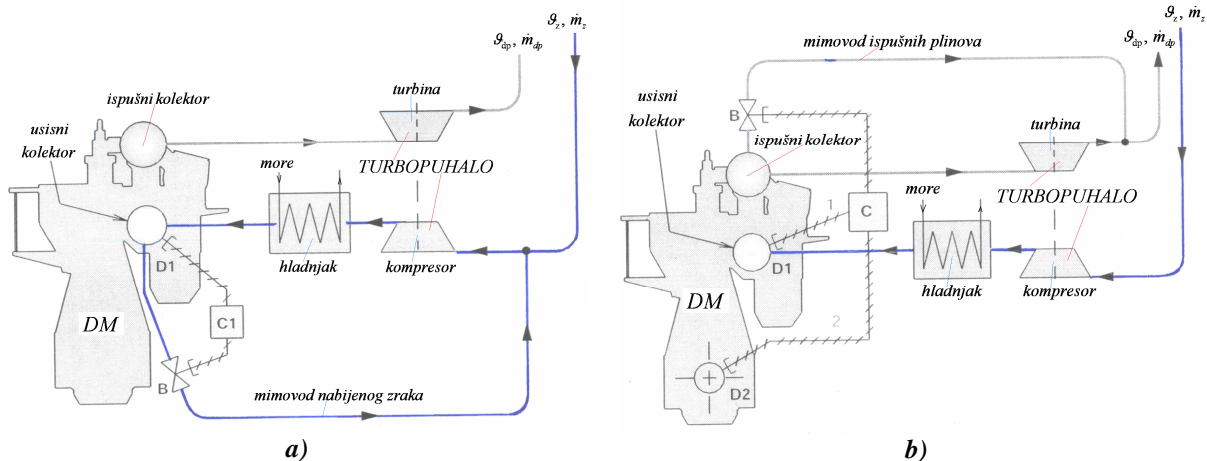 ϑz, ṁz
ϑdp, ṁdp
turbina
ispušni kolektor
usisni
kolektor
more
TURBOPUHALO
hladnjak
kompresor
D1
C1
DM
B
mimovod nabijenog zraka
a)
ϑz, ṁz
ϑdp, ṁdp
mimovod ispušnih plinova
B
turbina
usisni
kolektor
ispušni kolektor
more
TURBOPUHALO
1
C
D1
hladnjak
kompresor
DM
2
D2
b)